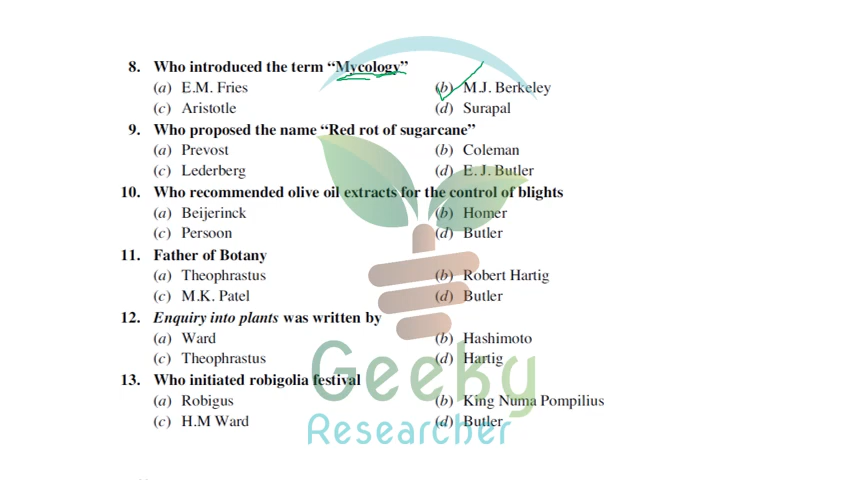 8. Who introduced the term “Mycology”
(a) E.M. Fries (b) M.J. Berkeley
(c) Aristotle (d) Surapal
9. Who proposed the name “Red rot of sugarcane”
(a) Prevost (b) Coleman
(c) Lederberg (d) E. J. Butler
10. Who recommended olive oil extracts for the control of blights
(a) Beijerinck (b) Homer
(c) Persoon (d) Butler
11. Father of Botany
(a) Theophrastus (b) Robert Hartig
(c) M.K. Patel (d) Butler
12. Enquiry into plants was written by
(a) Ward (b) Hashimoto
(c) Theophrastus (d) Hartig
13. Who initiated robigolia festival
(a) Robigus (b) King Numa Pompilius
(c) H.M Ward (d) Butler
Geeky
Researcher